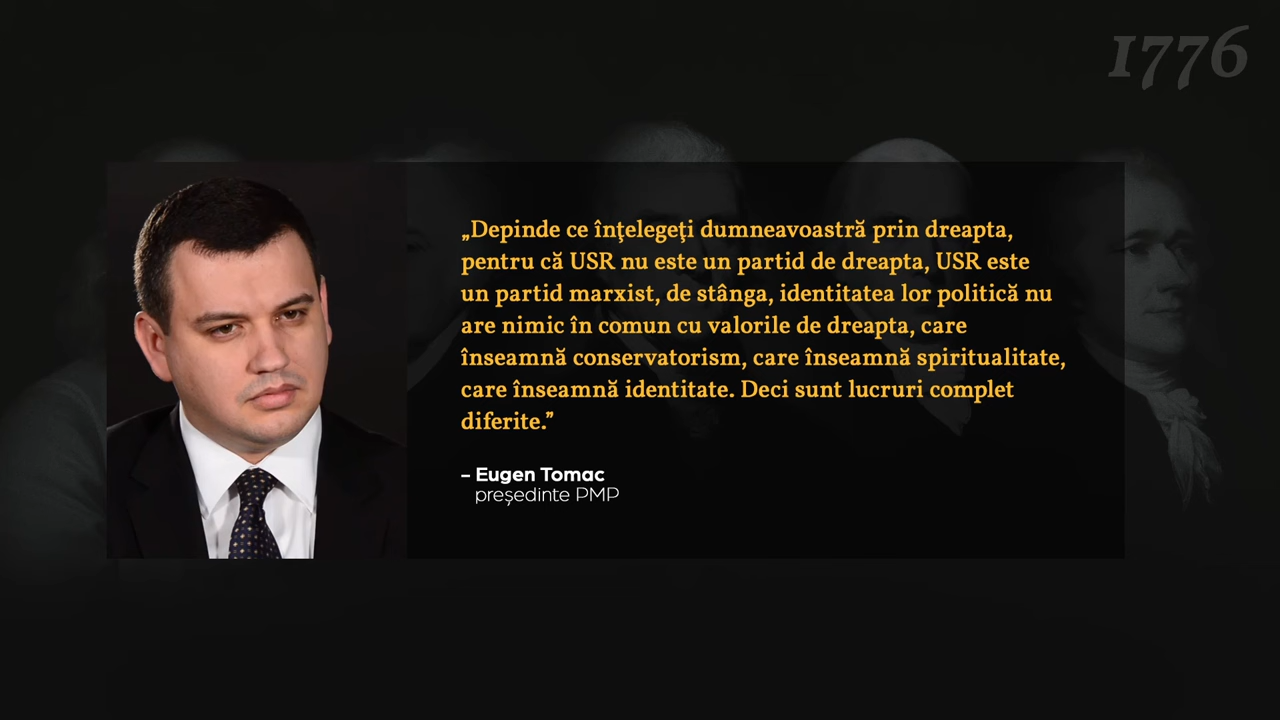 1776
„Depinde ce înţelegeţi dumneavoastră prin dreapta,
pentru că USR nu este un partid de dreapta, USR este
un partid marxist, de stânga, identitatea lor politică nu
are nimic în comun cu valorile de dreapta, care
înseamnă conservatorism, care înseamnă spiritualitate,
care înseamnă identitate. Deci sunt lucruri complet
diferite.”
– Eugen Tomac
președinte PMP